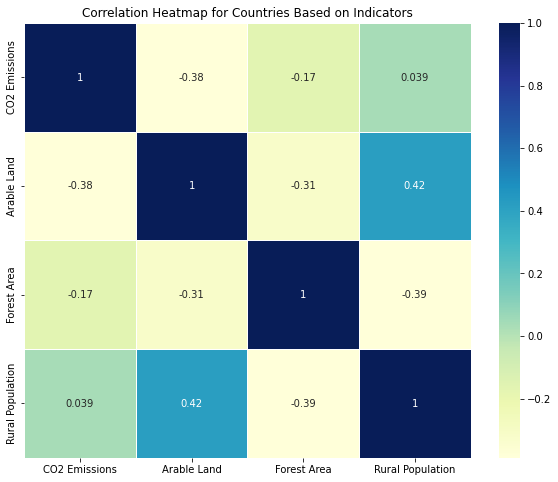 Correlation Heatmap for Countries Based on Indicators
CO2 Emissions
1
-0.38
-0.17
0.039
Arable Land
-0.38
1
-0.31
0.42
Forest Area
-0.17
-0.31
1
-0.39
Rural Population
0.039
0.42
-0.39
1
CO2 Emissions
Arable Land
Forest Area
Rural Population
1.0
0.8
0.6
0.4
0.2
0.0
−0.2